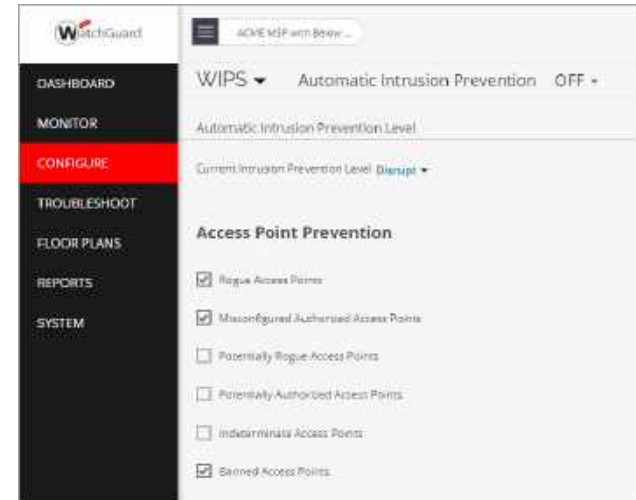 WatchGuard
ACME MSP with Below ...
DASHBOARD
MONITOR
CONFIGURE
TROUBLESHOOT
FLOOR PLANS
REPORTS
SYSTEM
WIPS Automatic Intrusion Prevention OFF
Automatic Intrusion Prevention Level
Current Intrusion Prevention Level Disrupt
Access Point Prevention
Rogue Access Points
Misconfigured Authorized Access Points
Potentially Rogue Access Points
Potentially Authorized Access Points
Indeterminate Access Points
Banned Access Points